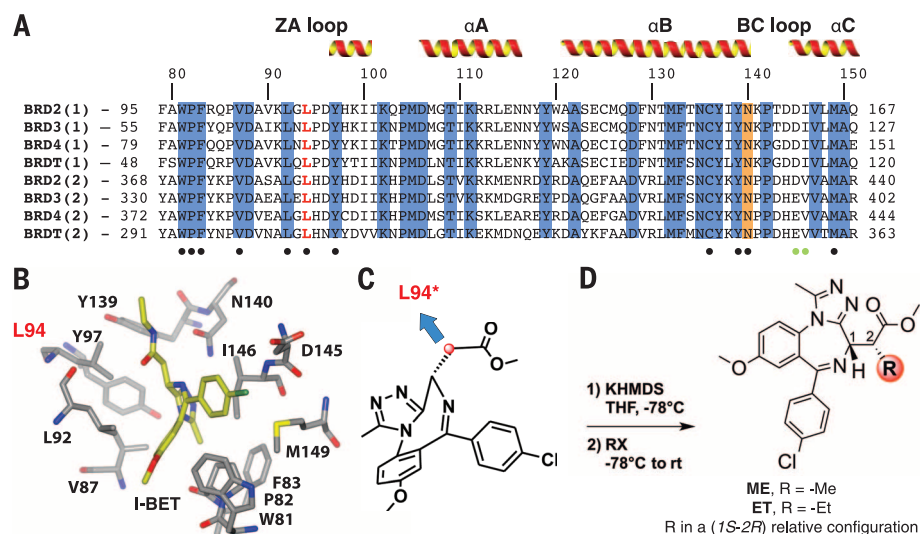 A
ZA loop αA αB BC loop αC
80 90 100 110 120 130 140 150
BRD2(1) – 95 FAWPFRQPVDAVKLGLPDYHKIIKQPMDMGTIKRRLENNYYWAASECMQDFNTMFTNCYIYNKPTDDIVLMAQ 167
BRD3(1) – 55 FAWPFYQPVDAIKLNLPDYHKIIKNPMDMGTIKKRLENNYYWSASECMQDFNTMFTNCYIYNKPTDDIVLMAQ 127
BRD4(1) – 79 FAWPFQQPVDAVKLNLPDYYKIIKTPMDMGTIKKRLENNYYWNAQECIQDFNTMFTNCYIYNKPGDDIVLMAE 151
BRDT(1) – 48 FSWPFQRPVDAVKLQLPDYYTIIKNPMDLNTIKKRLENKYYAKASECIEDFNTMFSNCYLYNKPGDDIVLMAQ 120
BRD2(2) – 368 YAWPFYKPVDASALGLHDYHDIIKHPMDLSTVKRKMENRDYRDAQEFAADVRLMFSNCYKYNPPDHDVVAMAR 440
BRD3(2) – 330 YAWPFYKPVDAEALELHDYHDIIKHPMDLSTVKRKMDGREYPDAQGFAADVRLMFSNCYKYNPPDHEVVAMAR 402
BRD4(2) – 372 YAWPFYKPVDVEALGLHDYCDIIKHPMDMSTIKSKLEAREYRDAQEFGADVRLMFSNCYKYNPPDHEVVAMAR 444
BRDT(2) – 291 YAWPFYNPVDVNALGLHNYYDVVKNPMDLGTIKEKMDNQEYKDAYKFAADVRLMFMNCYKYNPPDHEVVTMAR 363
B
Y139
N140
L94
Y97
I146
D145
L92
M149
V87
F83
I-BET
P82
W81
C
L94*
O
O
N-N
N
N
Cl
O
D
1) KHMDS
THF, -78°C
2) RX
-78°C to rt
N-N
N
O
O
1
2
O
N
H
R
Cl
ME, R = -Me
ET, R = -Et
R in a (1S-2R) relative configuration